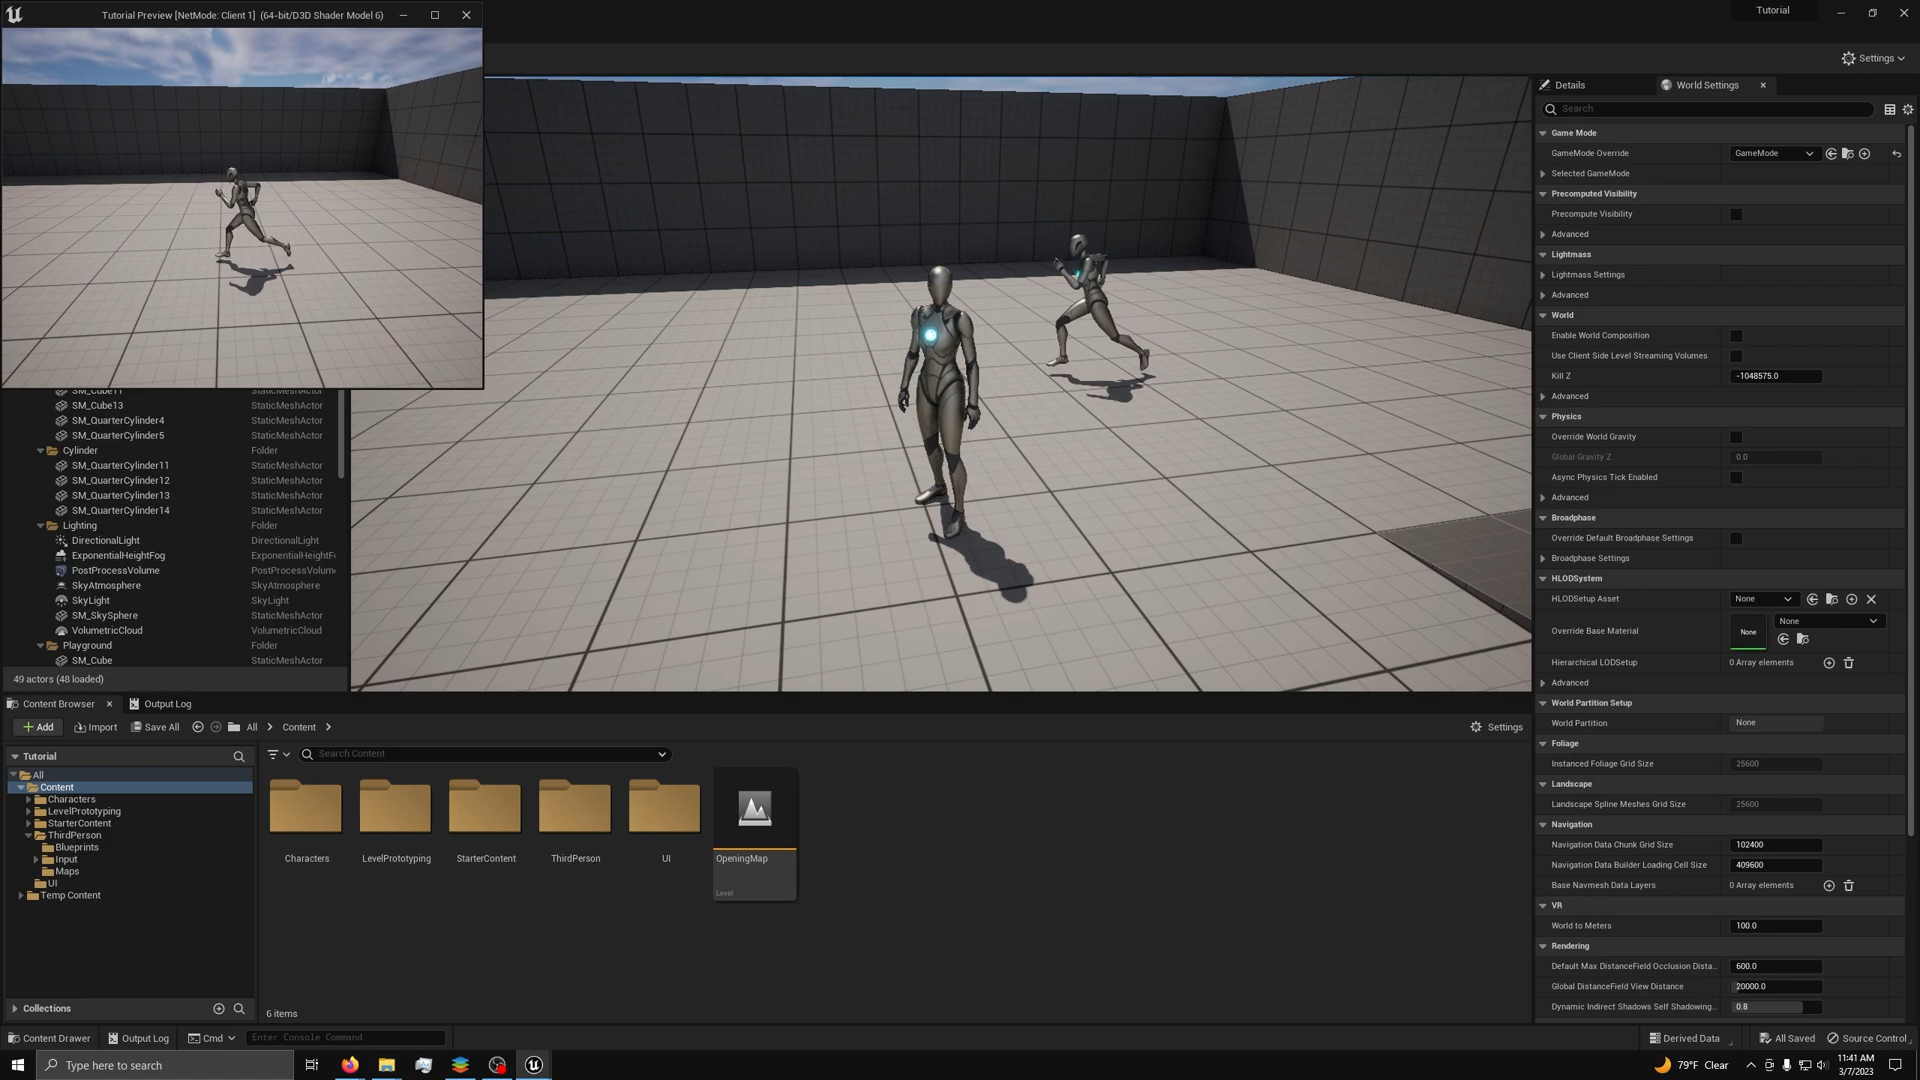 Tutorial Preview [NetMode: Client 1]  (64-bit/D3D Shader Model 6)
Tutorial
Settings
Details
World Settings
Search
Game Mode
GameMode Override
GameMode
Selected GameMode
Precomputed Visibility
Precompute Visibility
Advanced
Lightmass
Lightmass Settings
Advanced
World
Enable World Composition
Use Client Side Level Streaming Volumes
Kill Z
-1048575.0
Advanced
Physics
Override World Gravity
Global Gravity Z
0.0
Async Physics Tick Enabled
Advanced
Broadphase
Override Default Broadphase Settings
Broadphase Settings
HLODSystem
HLODSetup Asset
None
Override Base Material
None
None
Hierarchical LODSetup
0 Array elements
Advanced
World Partition Setup
World Partition
None
Foliage
Instanced Foliage Grid Size
25600
Landscape
Landscape Spline Meshes Grid Size
25600
Navigation
Navigation Data Chunk Grid Size
102400
Navigation Data Builder Loading Cell Size
409600
Base Navmesh Data Layers
0 Array elements
VR
World to Meters
100.0
Rendering
Default Max DistanceField Occlusion Dista...
600.0
Global DistanceField View Distance
20000.0
Dynamic Indirect Shadows Self Shadowing...
0.8
SM_Cube11 StaticMeshActor
SM_Cube13 StaticMeshActor
SM_QuarterCylinder4 StaticMeshActor
SM_QuarterCylinder5 StaticMeshActor
Cylinder Folder
SM_QuarterCylinder11 StaticMeshActor
SM_QuarterCylinder12 StaticMeshActor
SM_QuarterCylinder13 StaticMeshActor
SM_QuarterCylinder14 StaticMeshActor
Lighting Folder
DirectionalLight DirectionalLight
ExponentialHeightFog ExponentialHeightF
PostProcessVolume PostProcessVolum
SkyAtmosphere SkyAtmosphere
SkyLight SkyLight
SM_SkySphere StaticMeshActor
VolumetricCloud VolumetricCloud
Playground Folder
SM_Cube StaticMeshActor
49 actors (48 loaded)
Content Browser
Output Log
Add
Import
Save All
All
Content
Settings
Tutorial
Search Content
All
Content
Characters
LevelPrototyping
StarterContent
ThirdPerson
Blueprints
Input
Maps
UI
Temp Content
Collections
Characters
LevelPrototyping
StarterContent
ThirdPerson
UI
OpeningMap
Level
6 items
Content Drawer
Output Log
Cmd
Enter Console Command
Derived Data
All Saved
Source Control
Type here to search
79°F Clear
11:41 AM
3/7/2023